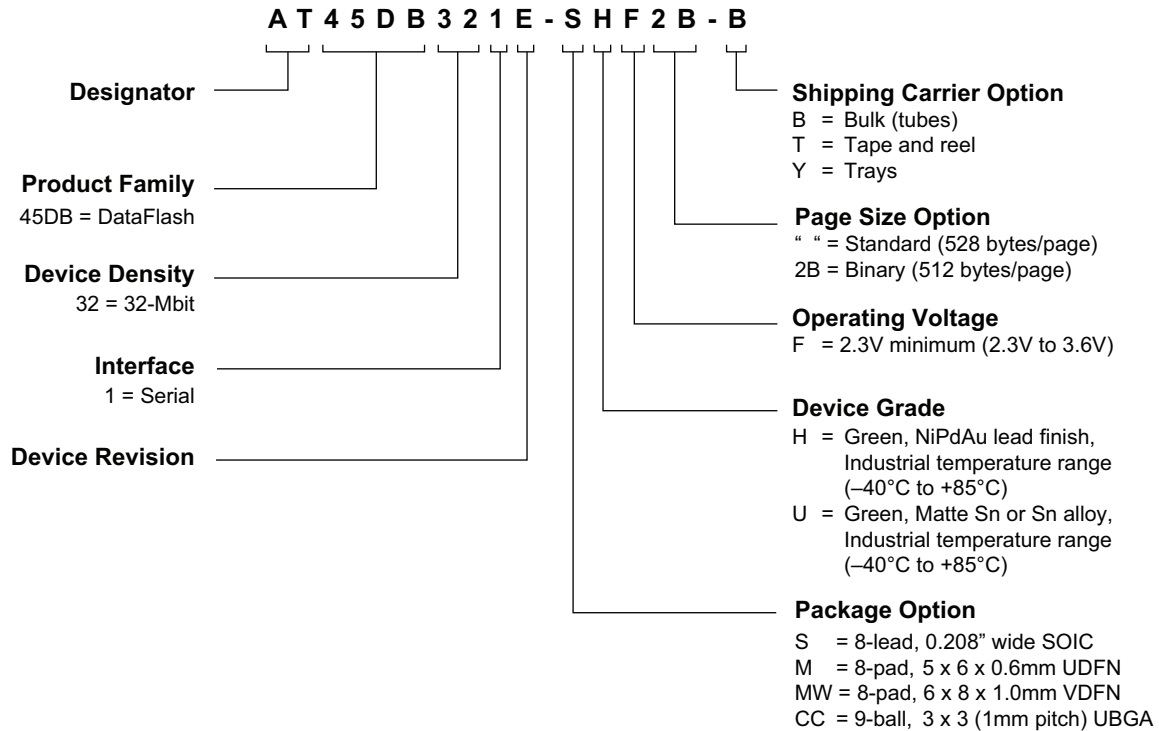 A T 4 5 D B 3 2 1 E - S H F 2 B - B
Designator
Product Family
45DB = DataFlash
Device Density
32 = 32-Mbit
Interface
1 = Serial
Device Revision
Shipping Carrier Option
B = Bulk (tubes)
T = Tape and reel
Y = Trays
Page Size Option
“ “ = Standard (528 bytes/page)
2B = Binary (512 bytes/page)
Operating Voltage
F = 2.3V minimum (2.3V to 3.6V)
Device Grade
H = Green, NiPdAu lead finish,
Industrial temperature range
(–40°C to +85°C)
U = Green, Matte Sn or Sn alloy,
Industrial temperature range
(–40°C to +85°C)
Package Option
S = 8-lead, 0.208” wide SOIC
M = 8-pad, 5 x 6 x 0.6mm UDFN
MW = 8-pad, 6 x 8 x 1.0mm VDFN
CC = 9-ball, 3 x 3 (1mm pitch) UBGA